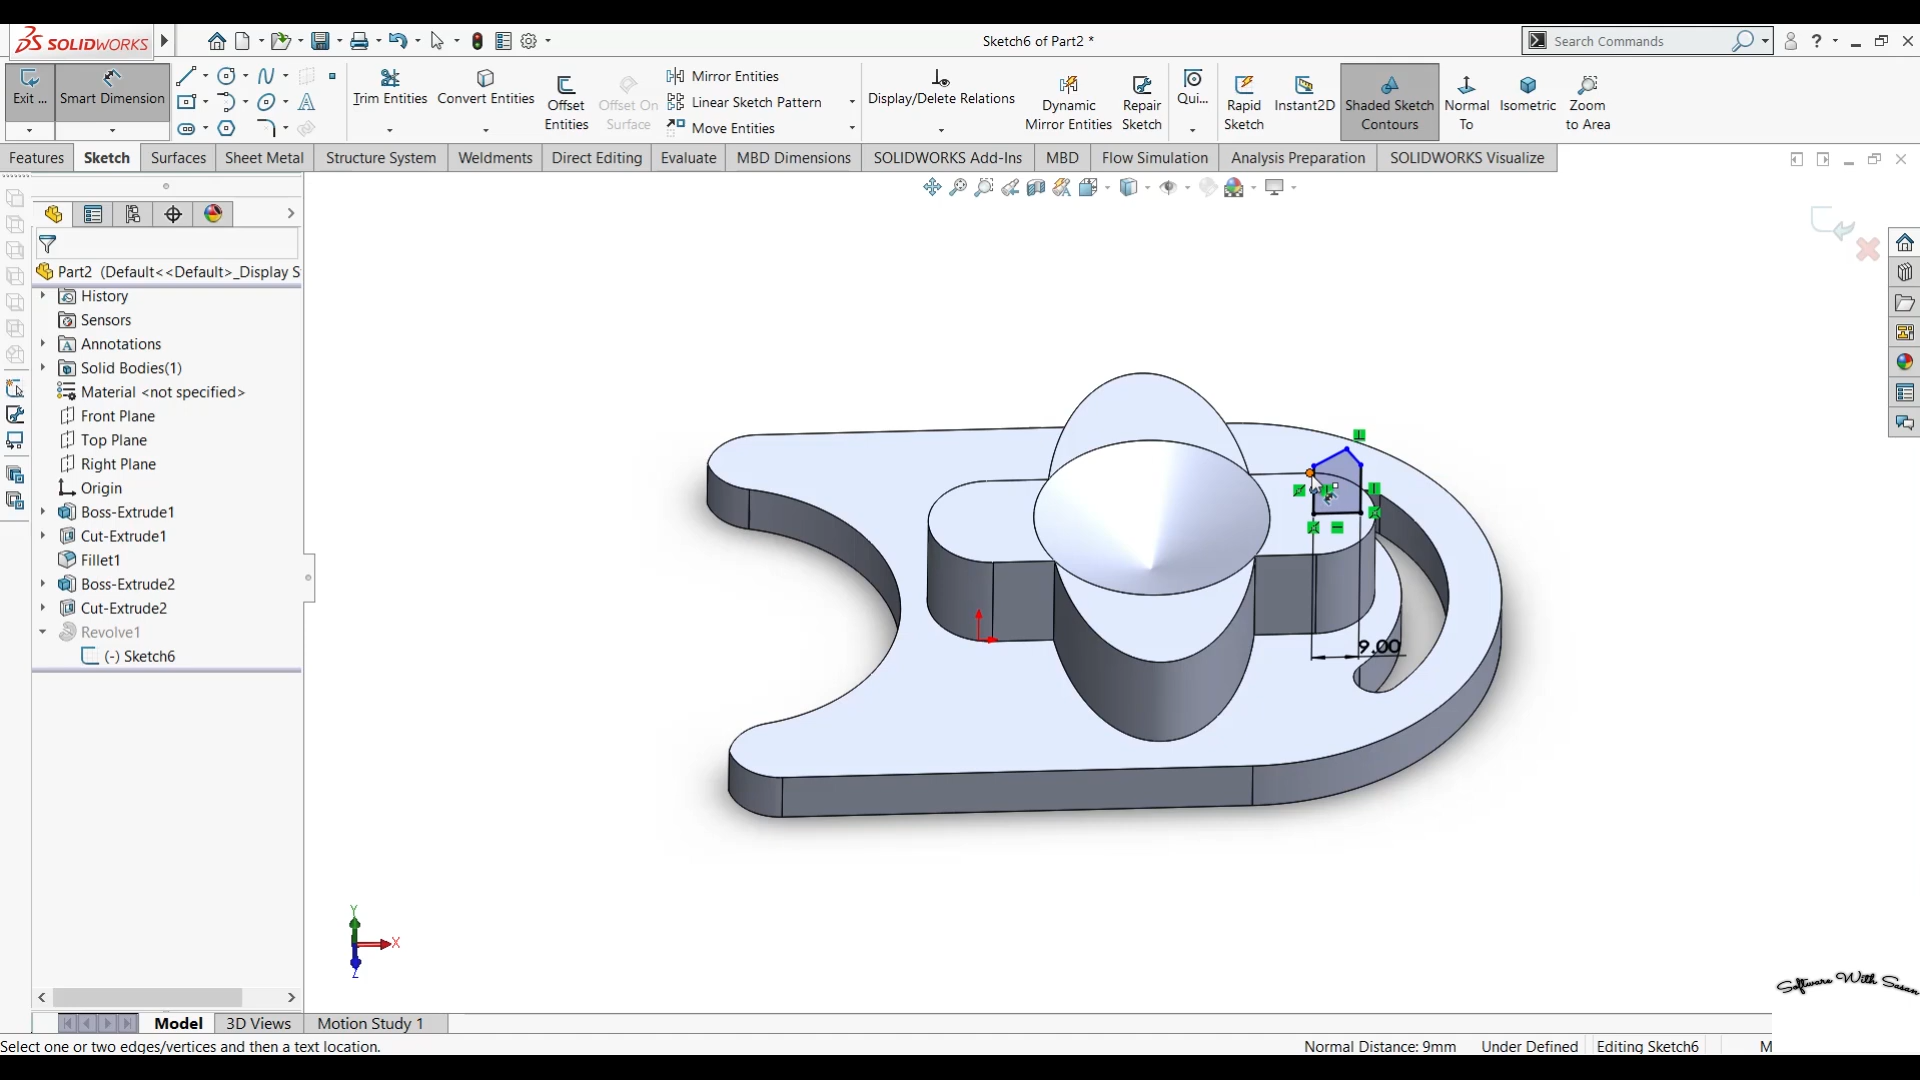 SOLIDWORKS
Sketch6 of Part2 *
Search Commands
?
Exit ...
Smart Dimension
Trim Entities
Convert Entities
Offset
Entities
Offset On
Surface
Mirror Entities
Linear Sketch Pattern
Move Entities
Display/Delete Relations
Dynamic
Mirror Entities
Repair
Sketch
Qui...
Rapid
Sketch
Instant2D
Shaded Sketch
Contours
Normal
To
Isometric
Zoom
to Area
Features
Sketch
Surfaces
Sheet Metal
Structure System
Weldments
Direct Editing
Evaluate
MBD Dimensions
SOLIDWORKS Add-Ins
MBD
Flow Simulation
Analysis Preparation
SOLIDWORKS Visualize
Part2 (Default<<Default>_Display S
History
Sensors
Annotations
Solid Bodies(1)
Material <not specified>
Front Plane
Top Plane
Right Plane
Origin
Boss-Extrude1
Cut-Extrude1
Fillet1
Boss-Extrude2
Cut-Extrude2
Revolve1
(-) Sketch6
9.00
Y
X
Z
Software With Sasan
Model
3D Views
Motion Study 1
Select one or two edges/vertices and then a text location.
Normal Distance: 9mm
Under Defined
Editing Sketch6
M